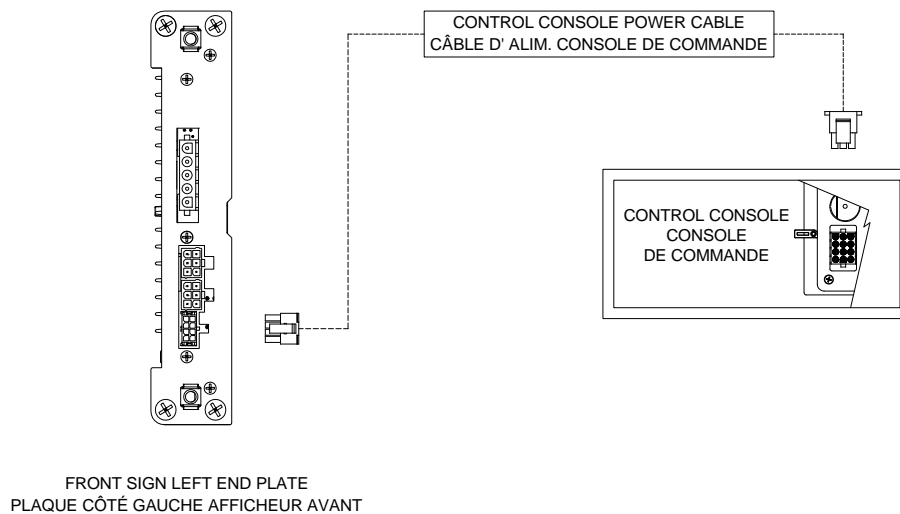 CONTROL CONSOLE POWER CABLE
CÂBLE D' ALIM. CONSOLE DE COMMANDE
CONTROL CONSOLE
CONSOLE
DE COMMANDE
FRONT SIGN LEFT END PLATE
PLAQUE CÔTÉ GAUCHE AFFICHEUR AVANT